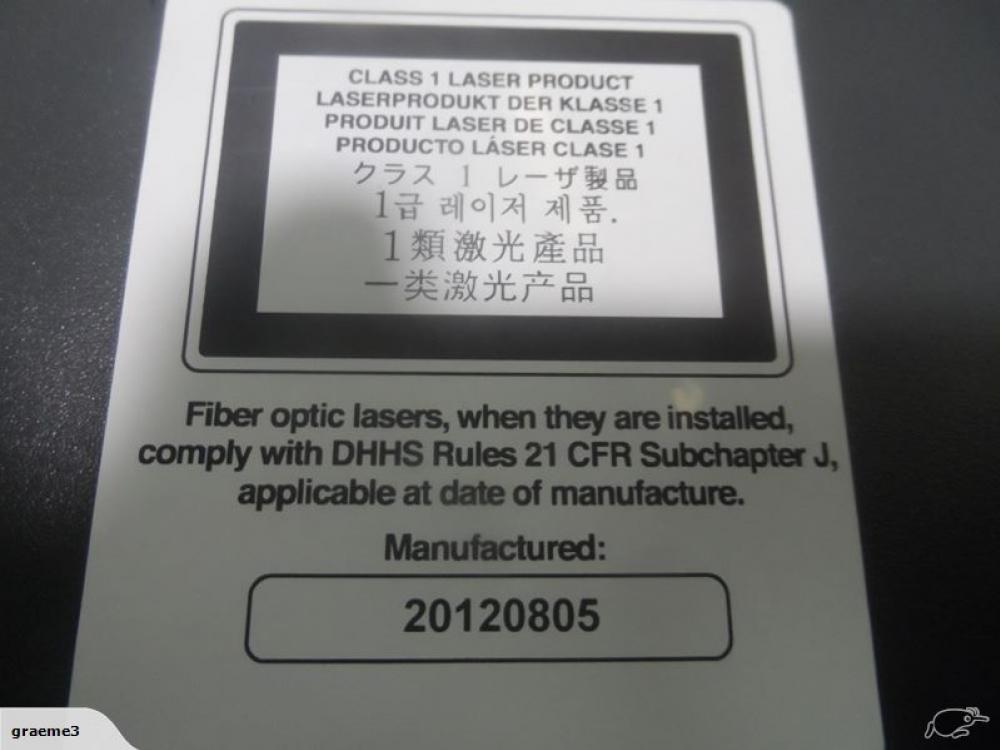 CLASS 1 LASER PRODUCT
LASERPRODUKT DER KLASSE 1
PRODUIT LASER DE CLASSE 1
PRODUCTO LÁSER CLASE 1
クラス 1 レーザ製品
1급 레이저 제품.
1類激光產品
一类激光产品
Fiber optic lasers, when they are installed,
comply with DHHS Rules 21 CFR Subchapter J,
applicable at date of manufacture.
Manufactured:
20120805
graeme3